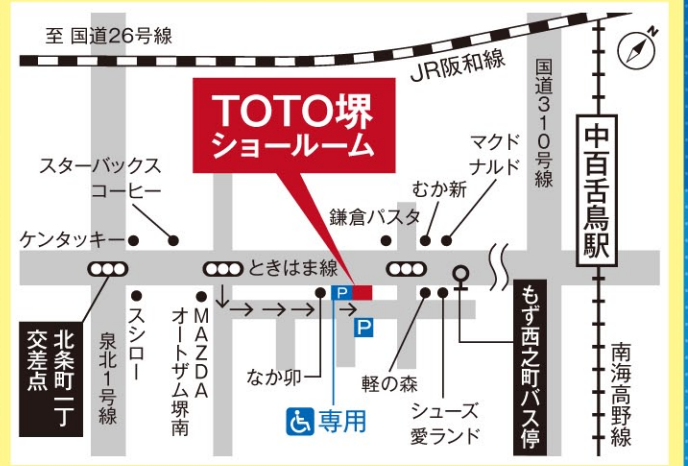 至 国道26号線
N
JR阪和線
国道310号線
TOTO堺
ショールーム
中百舌鳥駅
マクド
ナルド
スターバックス
コーヒー
むか新
鎌倉パスタ
ケンタッキー
ときはま線
P
P
北条町一丁
交差点
泉北1号線
スシロー
MAZDA
オートザム堺南
なか卯
専用
軽の森
シューズ
愛ランド
もず西之町バス停
南海高野線